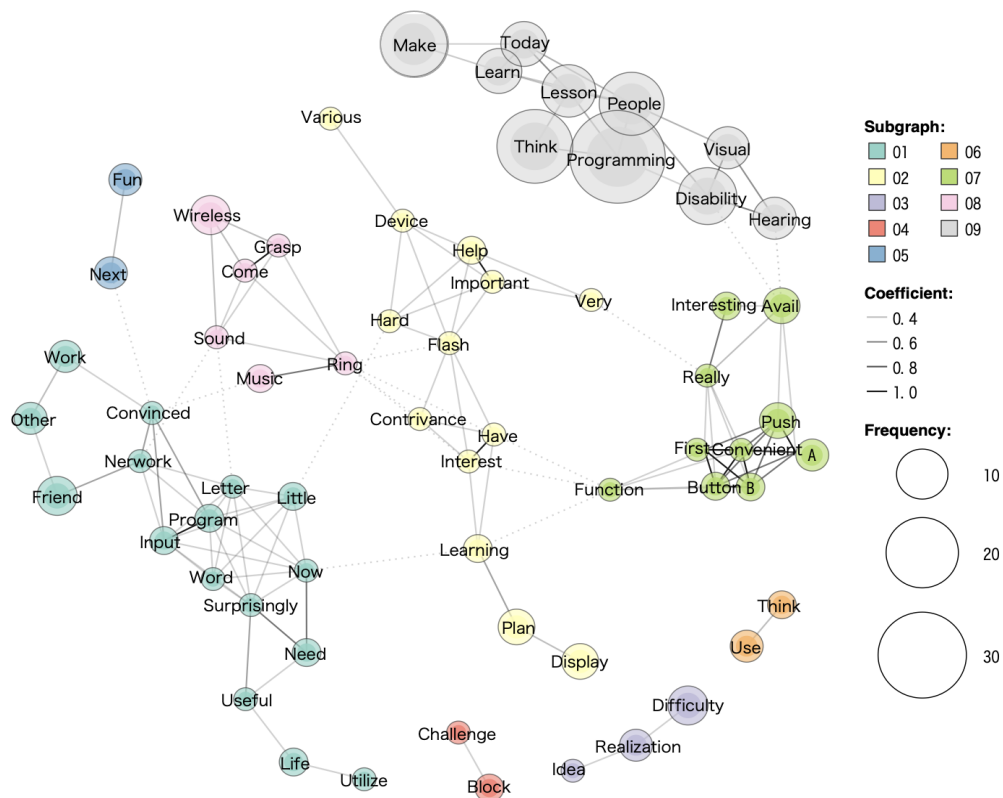 Make
Today
Learn
Lesson
People
Think
Programming
Visual
Disability
Hearing
Various
Fun
Next
Wireless
Grasp
Come
Sound
Music
Ring
Device
Help
Important
Hard
Very
Flash
Contrivance
Have
Interest
Interesting
Avail
Really
Push
First
Convenient
A
Button
B
Function
Work
Convinced
Other
Nerwork
Friend
Letter
Little
Program
Input
Word
Now
Surprisingly
Need
Useful
Life
Utilize
Learning
Plan
Display
Think
Use
Difficulty
Realization
Idea
Challenge
Block
Subgraph:
01 06
02 07
03 08
04 09
05
Coefficient:
0.4
0.6
0.8
1.0
Frequency:
10
20
30